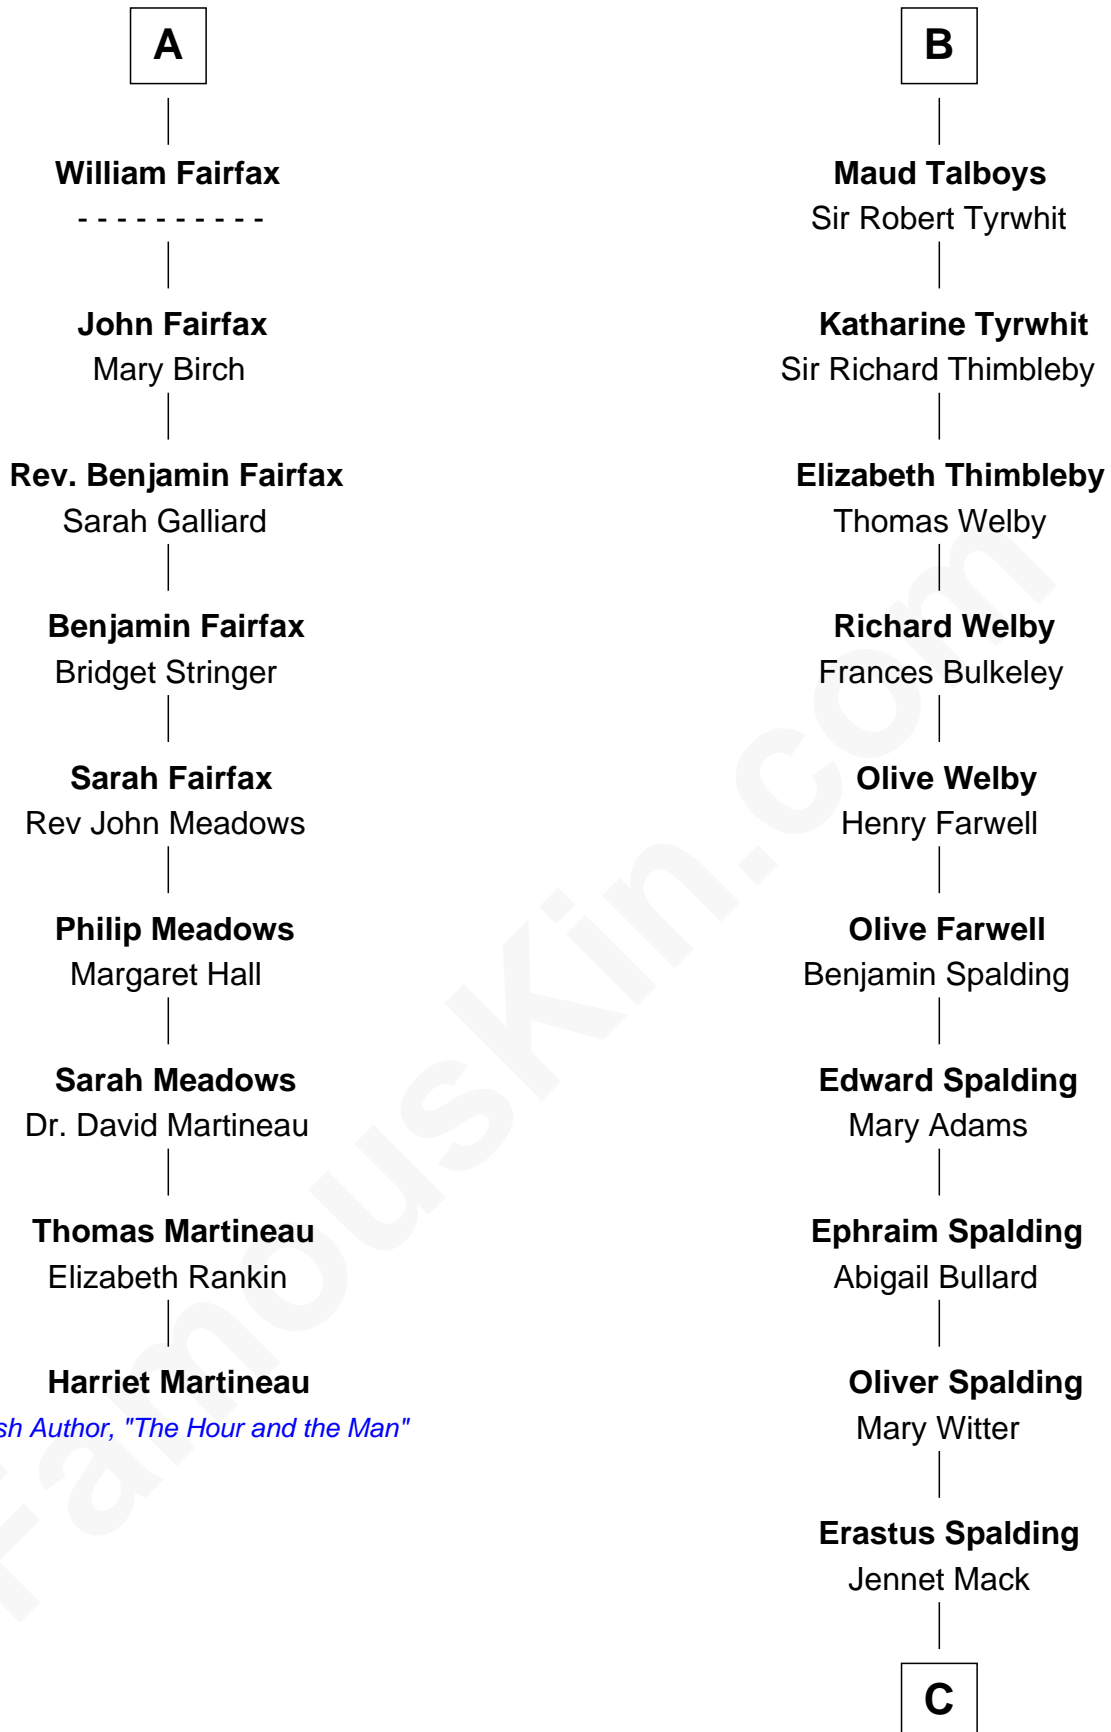 A
William Fairfax
- - - - - - - - - -
John Fairfax
Mary Birch
Rev. Benjamin Fairfax
Sarah Galliard
Benjamin Fairfax
Bridget Stringer
Sarah Fairfax
Rev John Meadows
Philip Meadows
Margaret Hall
Sarah Meadows
Dr. David Martineau
Thomas Martineau
Elizabeth Rankin
Harriet Martineau
sh Author, "The Hour and the Man"
B
Maud Talboys
Sir Robert Tyrwhit
Katharine Tyrwhit
Sir Richard Thimbleby
Elizabeth Thimbleby
Thomas Welby
Richard Welby
Frances Bulkeley
Olive Welby
Henry Farwell
Olive Farwell
Benjamin Spalding
Edward Spalding
Mary Adams
Ephraim Spalding
Abigail Bullard
Oliver Spalding
Mary Witter
Erastus Spalding
Jennet Mack
C
FamousKin.com